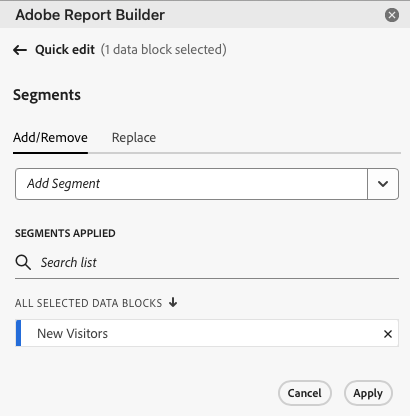 Adobe Report Builder
Quick edit (1 data block selected)
Segments
Add/Remove Replace
Add Segment
SEGMENTS APPLIED
Search list
ALL SELECTED DATA BLOCKS
New Visitors
Cancel Apply